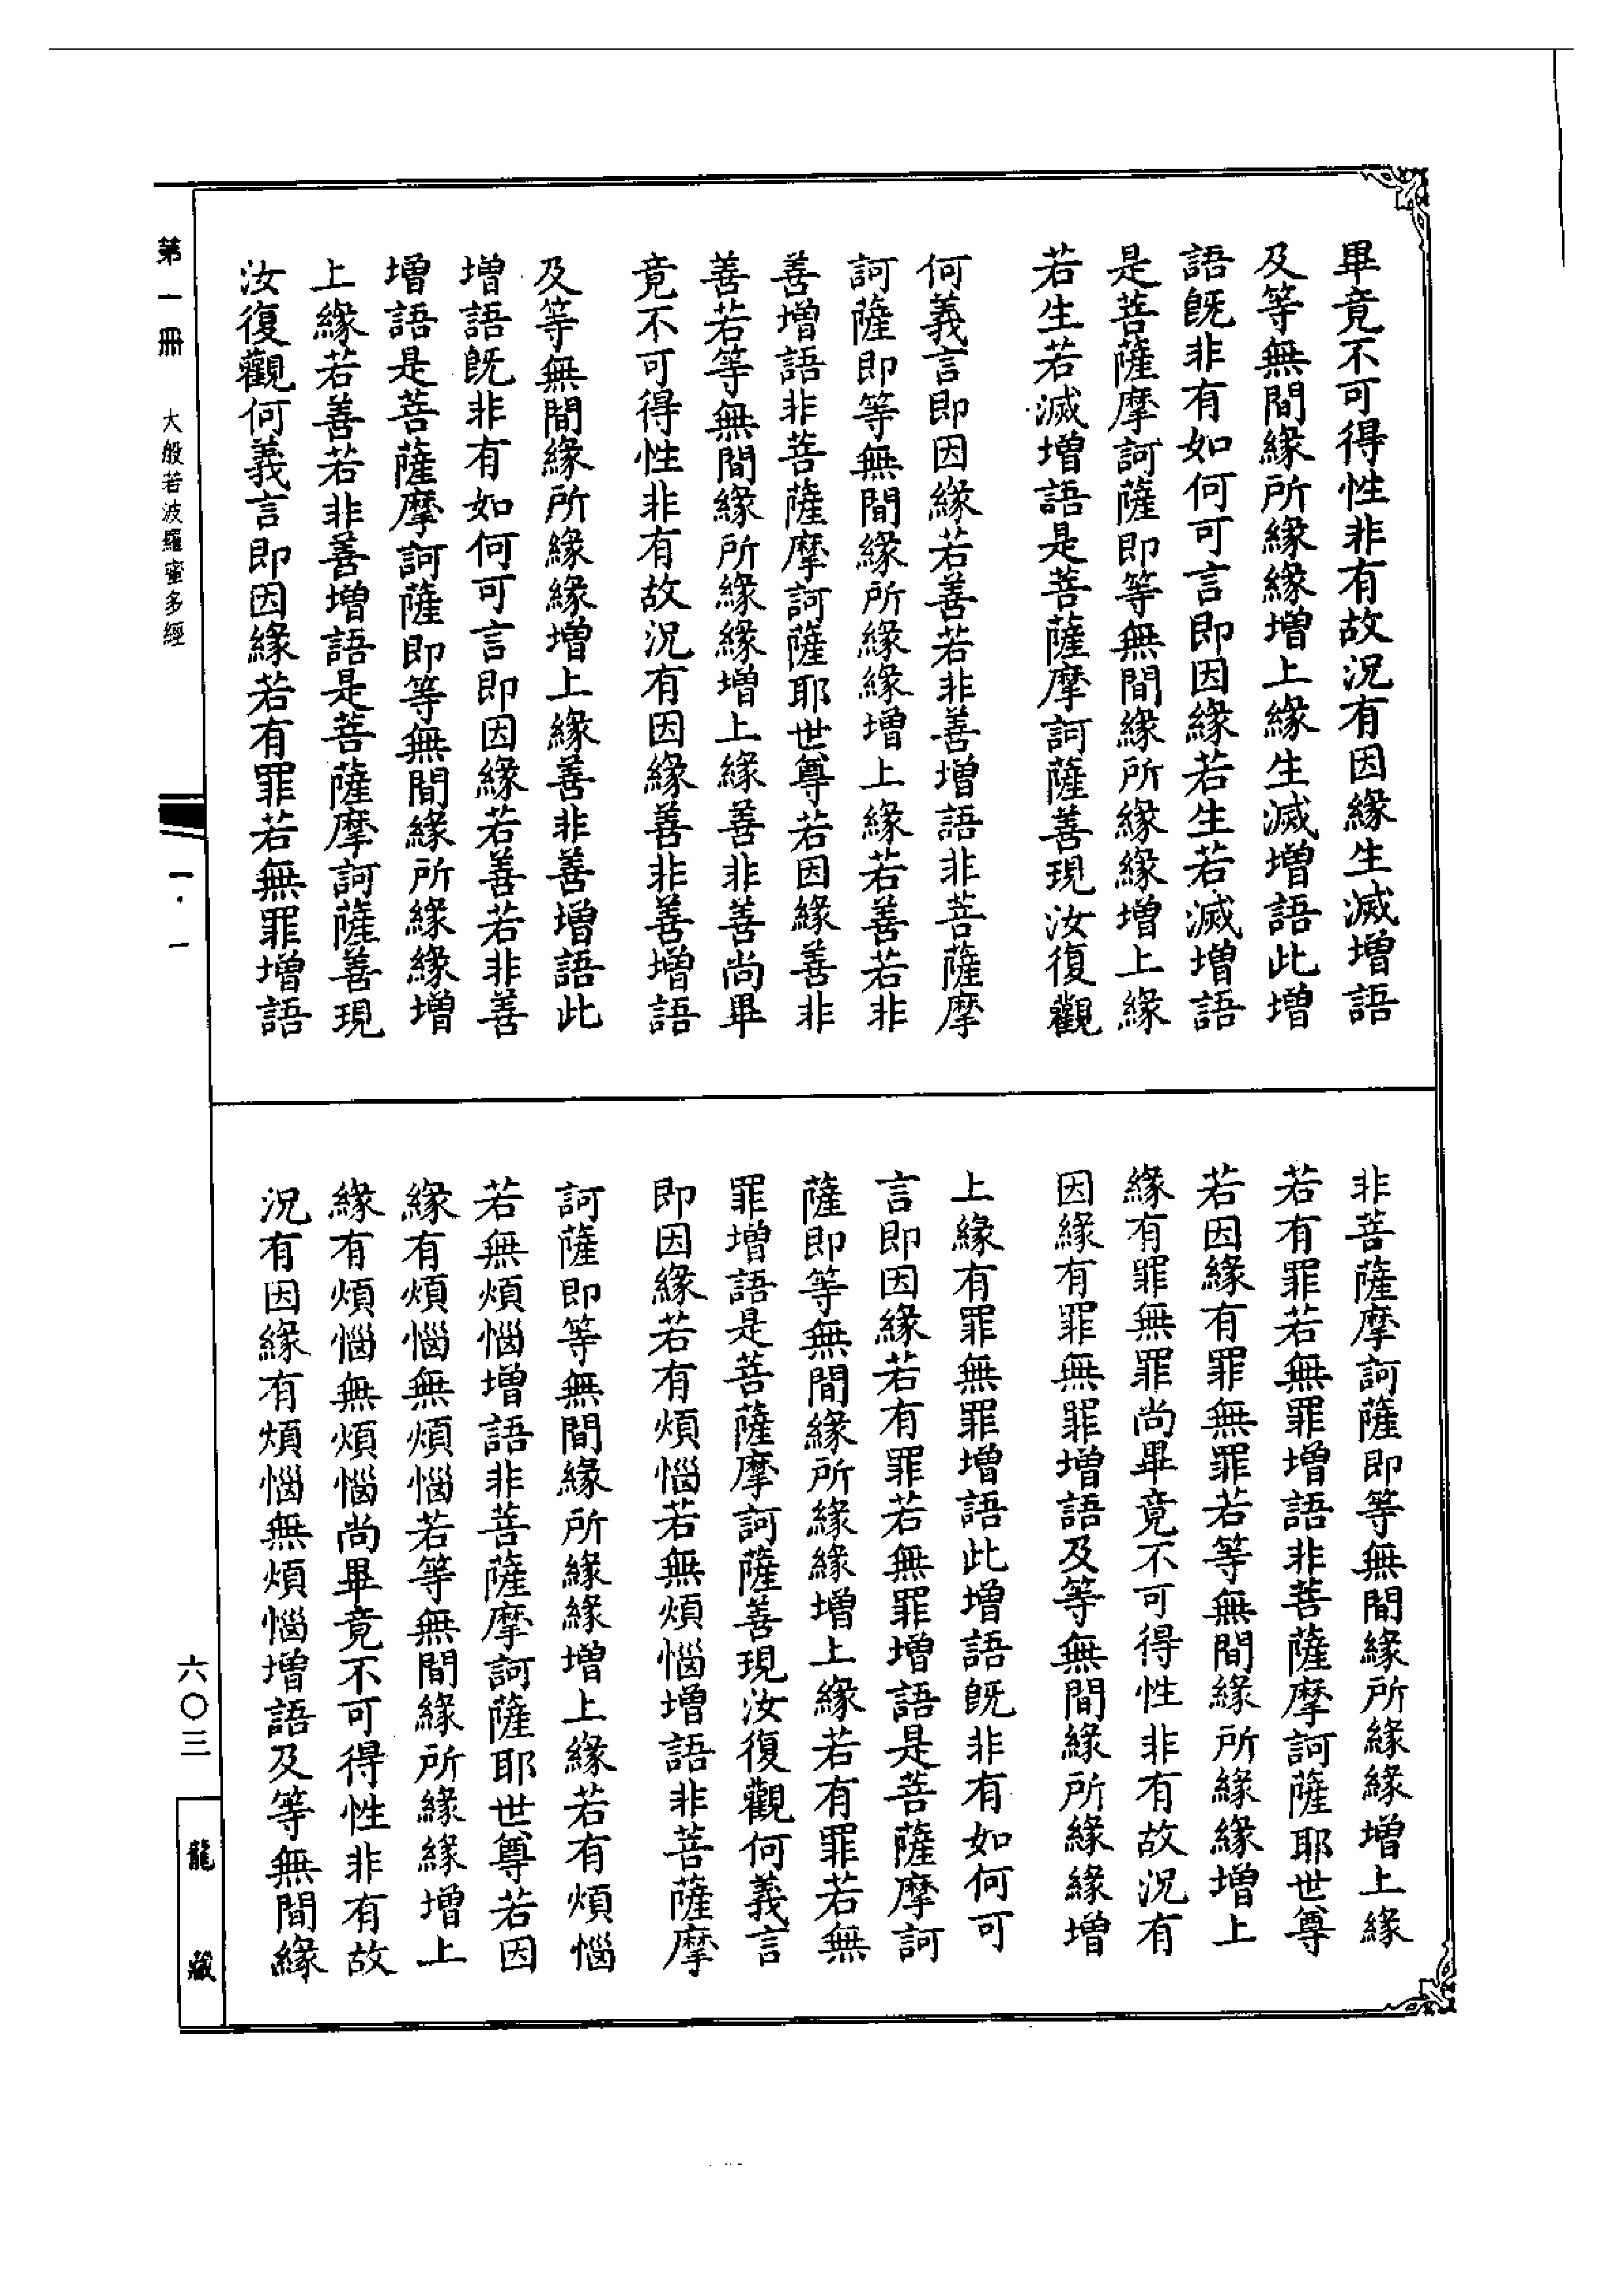 畢竟不可得性非有故況有因緣生滅增語
及等無間緣所緣緣增上緣生滅增語此增
語旣非有如何可言即因緣若生若滅增語
是菩薩摩訶薩即等無間緣所緣緣增上緣
若生若滅增語是菩薩摩訶薩善現汝復觀
何義言即因緣若善若非善增語非菩薩摩
訶薩即等無間緣所緣緣增上緣若善若非
善增語非菩薩摩訶薩耶世尊若因緣善非
善若等無間緣所緣緣增上緣善非善尚畢
竟不可得性非有故況有因緣善非善增語
及等無間緣所緣緣增上緣善非善增語此
增語旣非有如何可言即因緣若善若非善
增語是菩薩摩訶薩即等無間緣所緣緣增
上緣若善若非善增語是菩薩摩訶薩善現
汝復觀何義言即因緣若有罪若無罪增語
非菩薩摩訶薩即等無間緣所緣緣增上緣
若有罪若無罪增語非菩薩摩訶薩耶世尊
若因緣有罪無罪若等無間緣所緣緣增上
緣有罪無罪尚畢竟不可得性非有故況有
因緣有罪無罪增語及等無間緣所緣緣增
上緣有罪無罪增語此增語旣非有如何可
言即因緣若有罪若無罪增語是菩薩摩訶
薩即等無間緣所緣緣增上緣若有罪若無
罪增語是菩薩摩訶薩善現汝復觀何義言
即因緣若有煩惱若無煩惱增語非菩薩摩
訶薩即等無間緣所緣緣增上緣若有煩惱
若無煩惱增語非菩薩摩訶薩耶世尊若因
緣有煩惱無煩惱若等無間緣所緣緣增上
緣有煩惱無煩惱尚畢竟不可得性非有故
況有因緣有煩惱無煩惱增語及等無間緣
第一冊 大般若波羅蜜多經
一·一
六〇三
龍藏